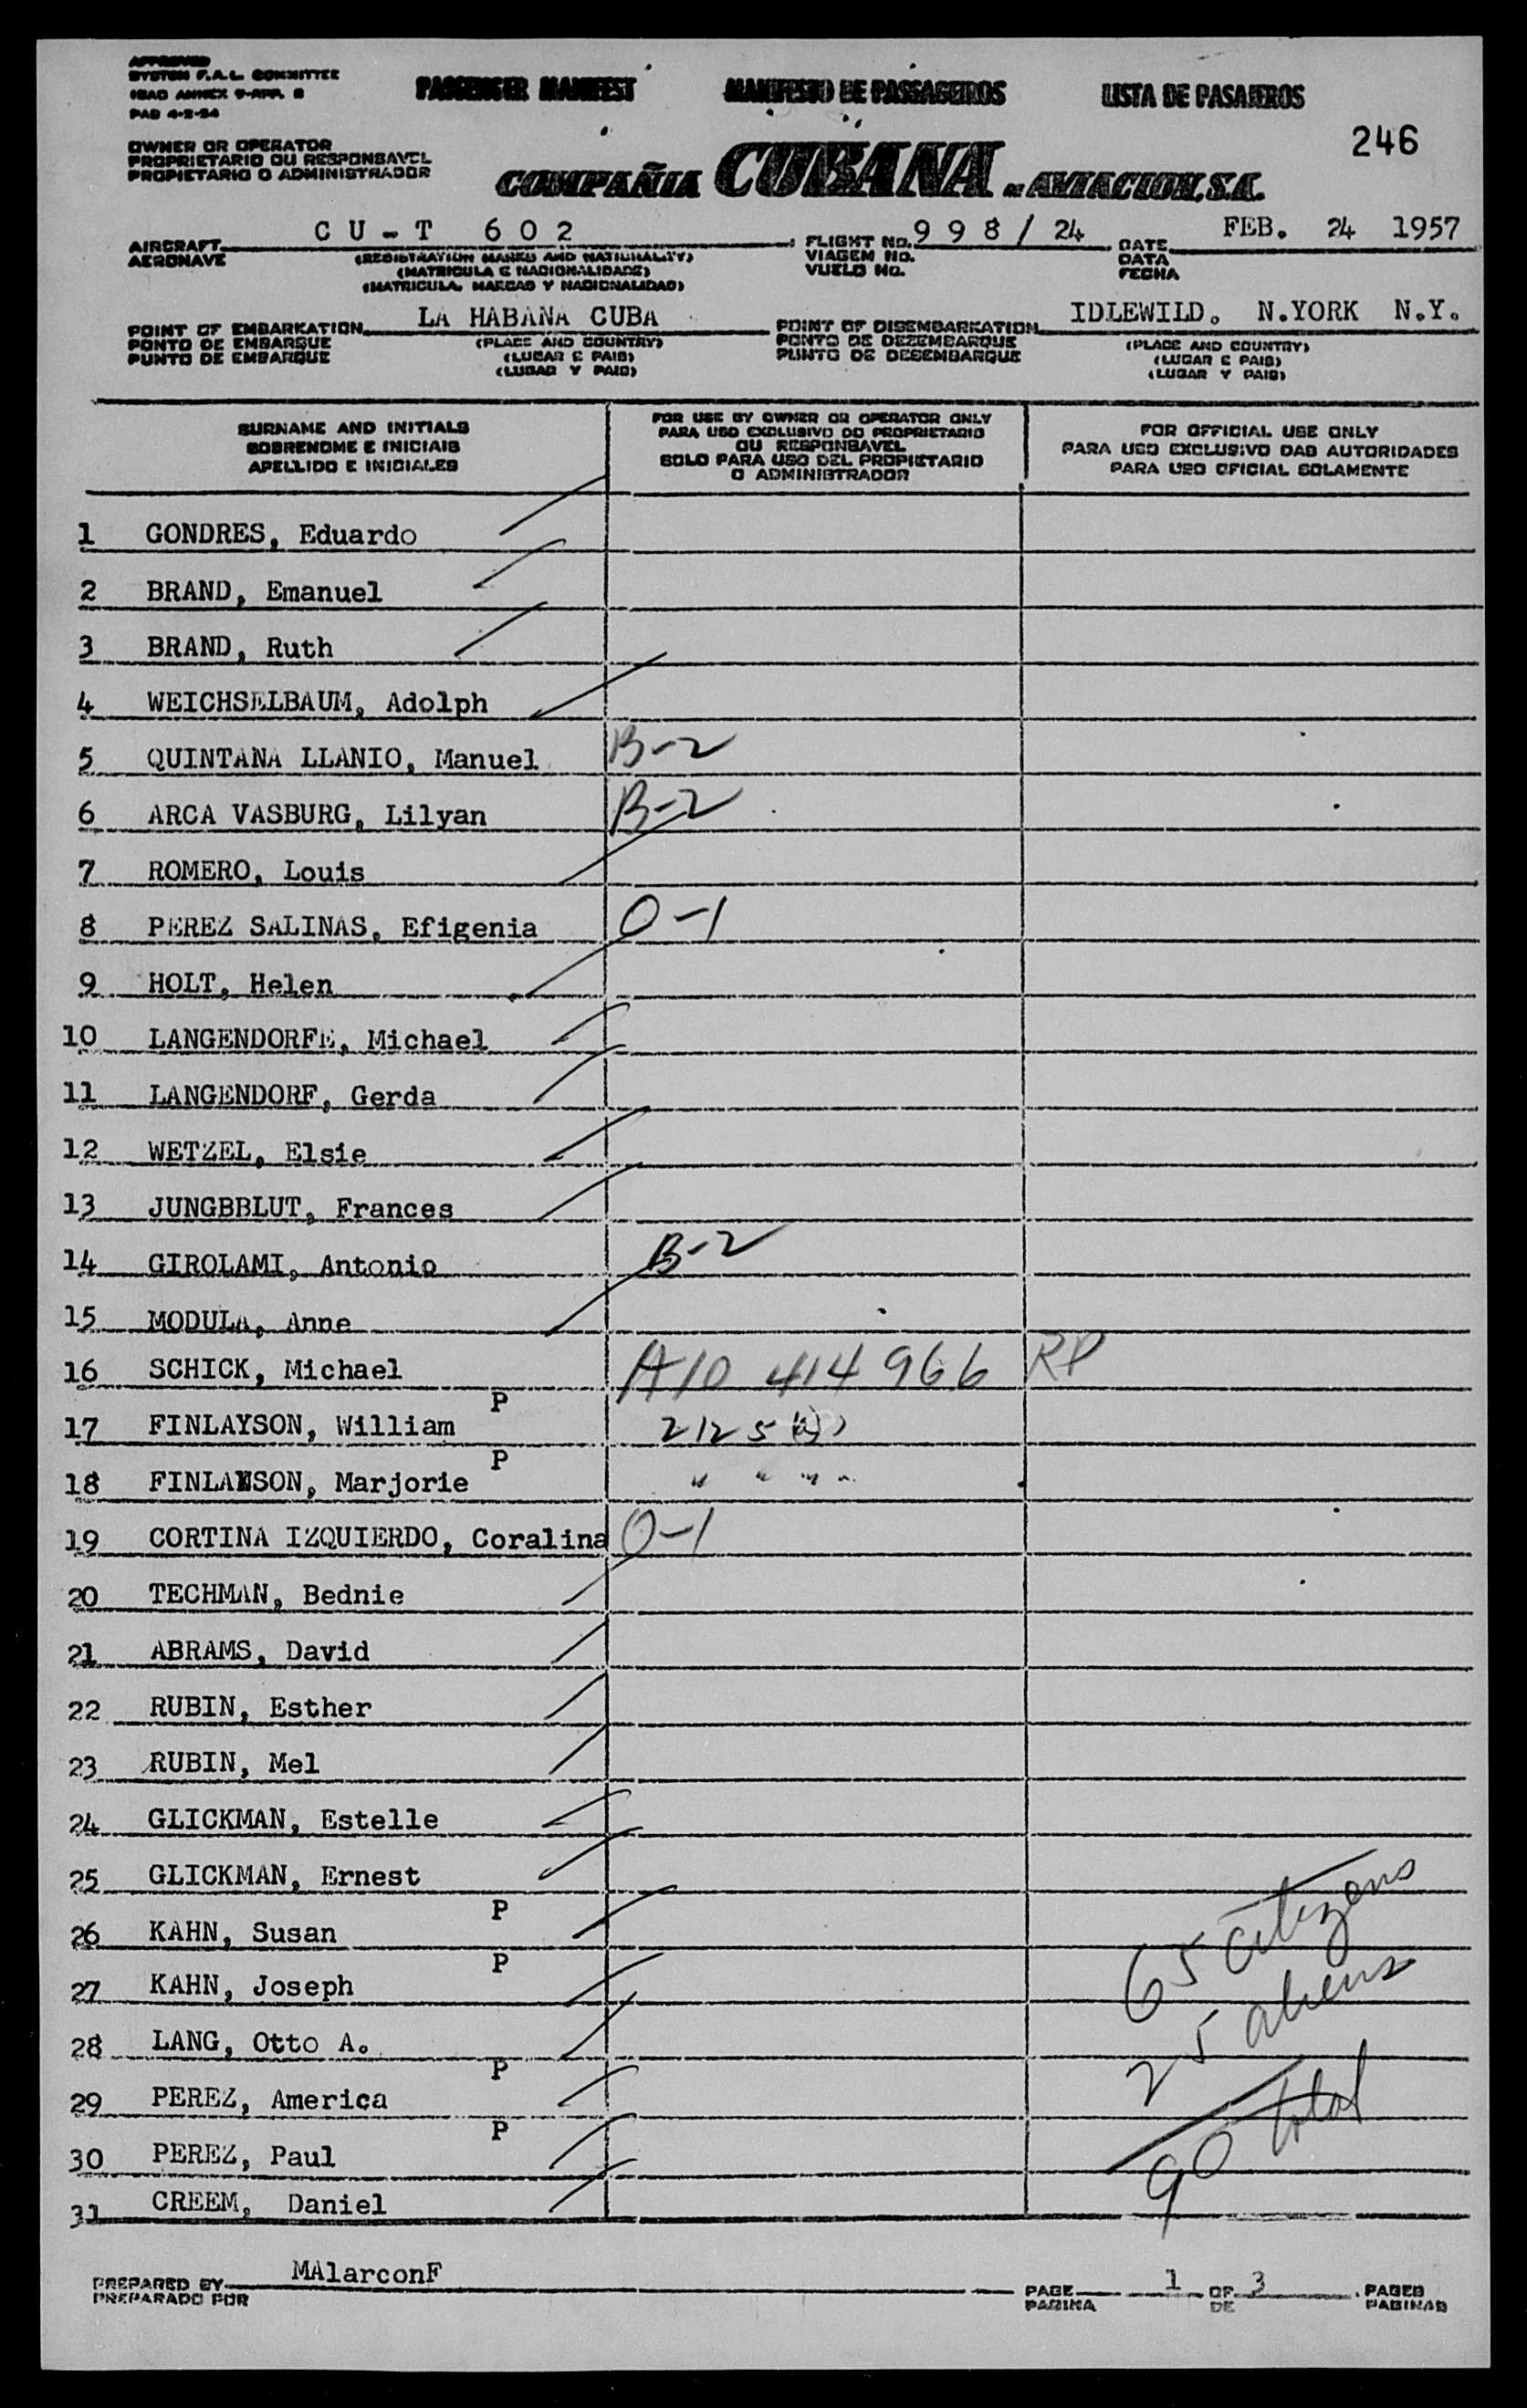 APPROVED
SYSTEM F.A.L. COMMITTEE
ICAO ANNEX 9-APP. B
PAB 4-2-54
PASSENGER MANIFEST MANIFESTO DE PASSAGEIROS LISTA DE PASAJEROS
246
OWNER OR OPERATOR
PROPRIETARIO OU RESPONSAVEL
PROPIETARIO O ADMINISTRADOR
COMPAÑIA CUBANA DE AVIACION, S.A.
AIRCRAFT CU-T 602 FLIGHT No. 998/24 DATE FEB. 24 1957
AERONAVE (REGISTRATION MARKS AND NATIONALITY) VIAGEM No. DATA
(MATRICULA E NACIONALIDADE) VUELO No. FECHA
(MATRICULA, MARCAS Y NACIONALIDAD)
POINT OF EMBARKATION LA HABANA CUBA POINT OF DISEMBARKATION IDLEWILD. N.YORK N.Y.
PONTO DE EMBARQUE (PLACE AND COUNTRY) PONTO DE DEZEMBARQUE (PLACE AND COUNTRY)
PUNTO DE EMBARQUE (LUGAR E PAIS) PUNTO DE DESEMBARQUE (LUGAR E PAIS)
(LUGAR Y PAIS) (LUGAR Y PAIS)
SURNAME AND INITIALS
SOBRENOME E INICIAIS
APELLIDO E INICIALES
FOR USE BY OWNER OR OPERATOR ONLY
PARA USO EXCLUSIVO DO PROPRIETARIO
OU RESPONSAVEL
SOLO PARA USO DEL PROPIETARIO
O ADMINISTRADOR
FOR OFFICIAL USE ONLY
PARA USO EXCLUSIVO DAS AUTORIDADES
PARA USO OFICIAL SOLAMENTE
1 GONDRES, Eduardo
2 BRAND, Emanuel
3 BRAND, Ruth
4 WEICHSELBAUM, Adolph
5 QUINTANA LLANIO, Manuel B-2
6 ARCA VASBURG, Lilyan B-2
7 ROMERO, Louis
8 PEREZ SALINAS, Efigenia O-1
9 HOLT, Helen
10 LANGENDORFE, Michael
11 LANGENDORF, Gerda
12 WETZEL, Elsie
13 JUNGBBLUT, Frances
14 GIROLAMI, Antonio B-2
15 MODULA, Anne
16 SCHICK, Michael A10 414 966 RP
17 FINLAYSON, William P 212 5
18 FINLAWSON, Marjorie P " " " "
19 CORTINA IZQUIERDO, Coralina O-1
20 TECHMAN, Bednie
21 ABRAMS, David
22 RUBIN, Esther
23 RUBIN, Mel
24 GLICKMAN, Estelle
25 GLICKMAN, Ernest
26 KAHN, Susan P
27 KAHN, Joseph P
28 LANG, Otto A.
29 PEREZ, America P
30 PEREZ, Paul P
31 CREEM, Daniel
65 citizens
25 aliens
90 total
PREPARED BY MAlarconF PAGE 1 OF 3 PAGES
PREPARADO POR PAGINA DE PAGINAS